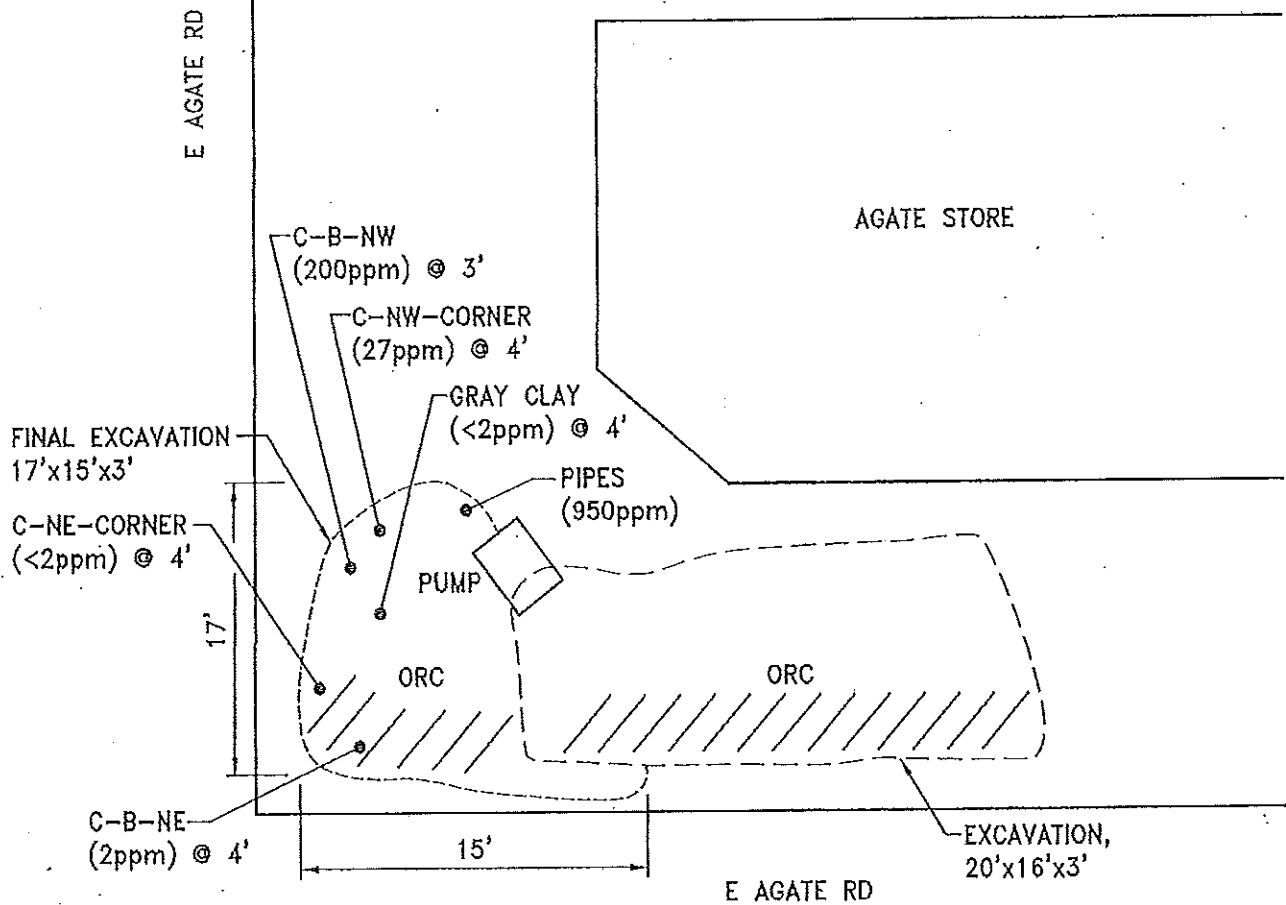 E AGATE RD
AGATE STORE
C-B-NW
(200ppm) @ 3'
C-NW-CORNER
(27ppm) @ 4'
GRAY CLAY
(<2ppm) @ 4'
FINAL EXCAVATION
17'x15'x3'
PIPES
(950ppm)
C-NE-CORNER
(<2ppm) @ 4'
PUMP
17'
ORC
ORC
C-B-NE
(2ppm) @ 4'
15'
EXCAVATION,
20'x16'x3'
E AGATE RD